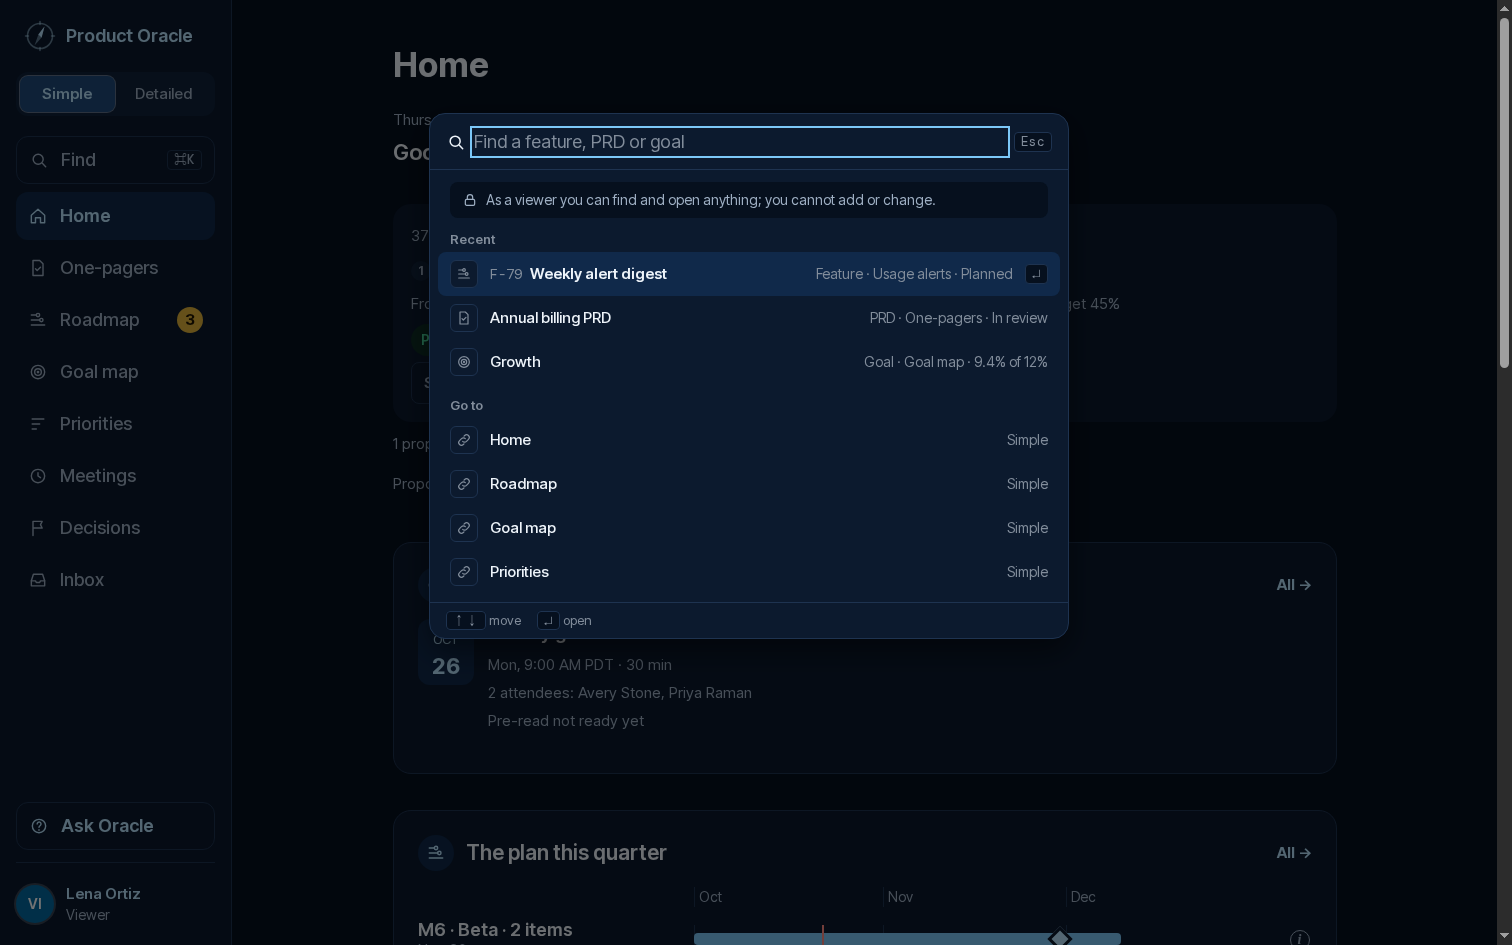 Product Oracle
Simple
Detailed
Find
⌘K
Home
One-pagers
Roadmap
3
Goal map
Priorities
Meetings
Decisions
Inbox
Ask Oracle
VI
Lena Ortiz
Viewer
Home
Find a feature, PRD or goal
Esc
As a viewer you can find and open anything; you cannot add or change.
Recent
F-79 Weekly alert digest
Feature · Usage alerts · Planned
Annual billing PRD
PRD · One-pagers · In review
Growth
Goal · Goal map · 9.4% of 12%
Go to
Home
Simple
Roadmap
Simple
Goal map
Simple
Priorities
Simple
↑ ↓ move
↵ open
37
1
45%
1
All →
26
Mon, 9:00 AM PDT · 30 min
2 attendees: Avery Stone, Priya Raman
Pre-read not ready yet
The plan this quarter
All →
Oct
Nov
Dec
M6 · Beta · 2 items